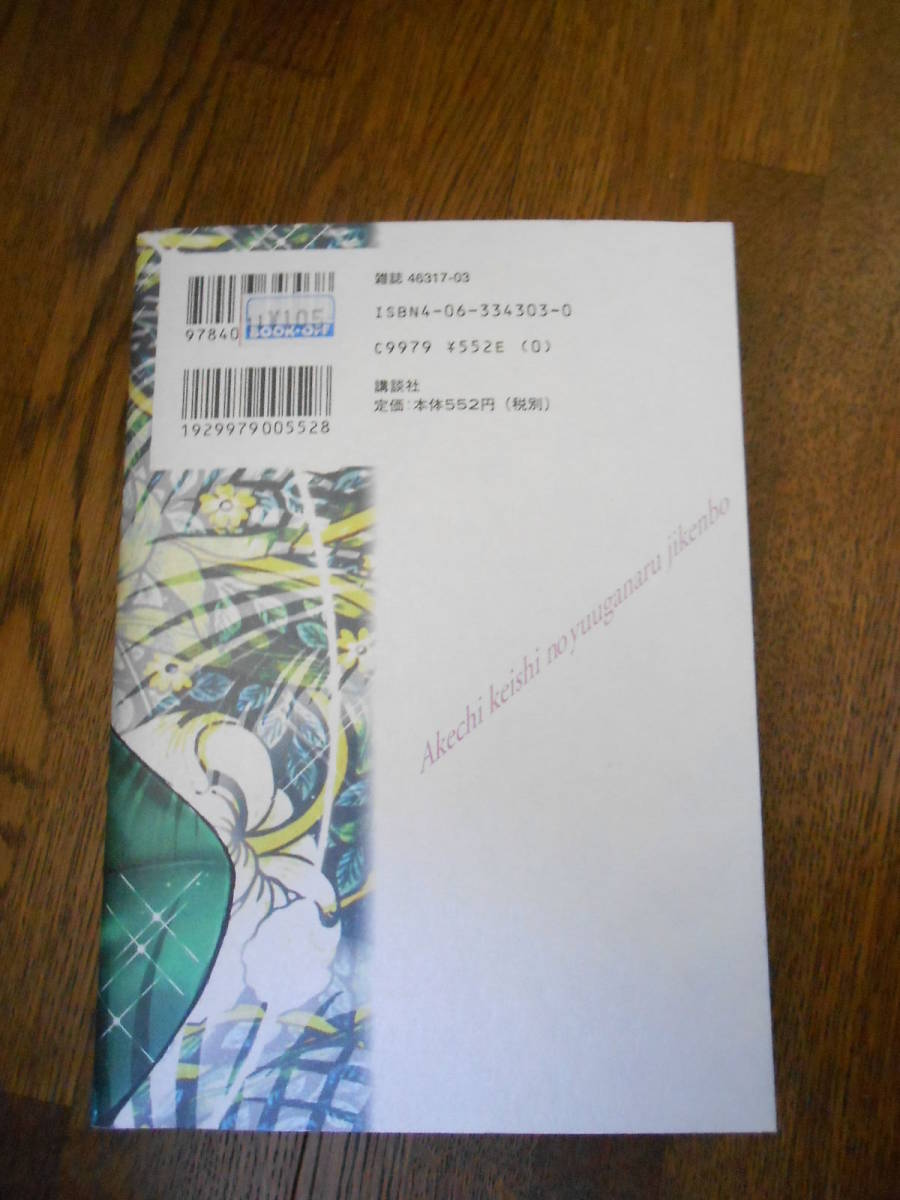 雑誌 46317-03
ISBN4-06-334303-0
C9979 ¥552E (0)
講談社
定価：本体552円（税別）
97840
¥105
BOOK・OFF
1929979005528
Akechi keishi no yuuganaru jikenbo